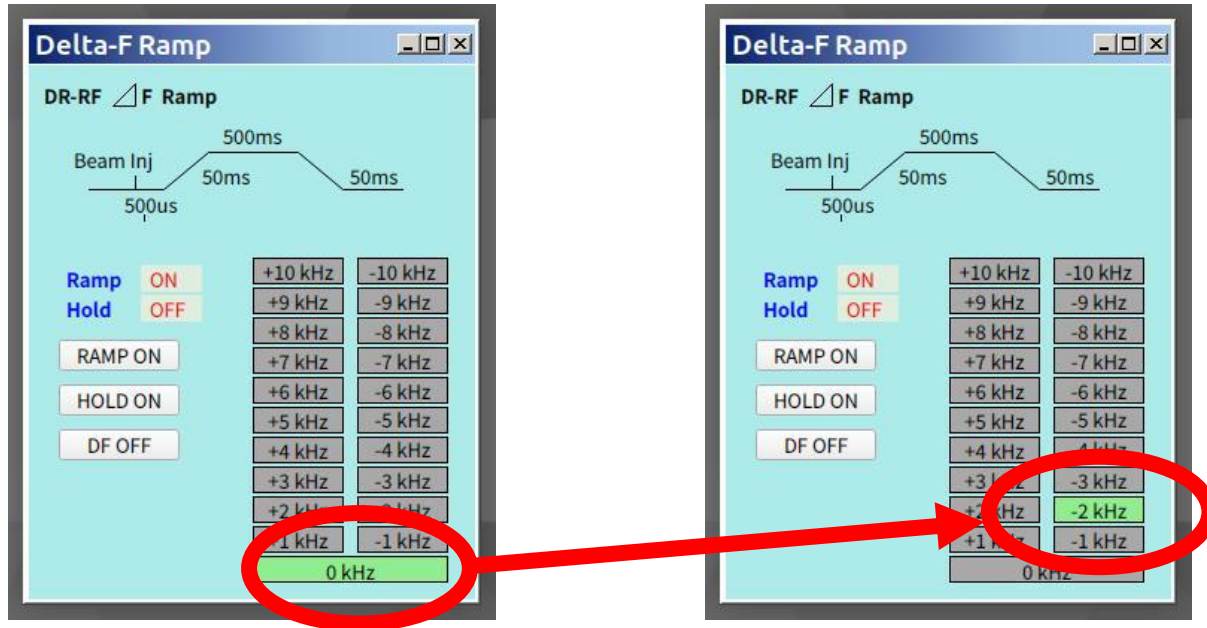 Delta-F Ramp
DR-RF ⊿F Ramp
500ms
Beam Inj
50ms
50ms
500us
Ramp ON
Hold OFF
RAMP ON
HOLD ON
DF OFF
+10 kHz -10 kHz
+9 kHz -9 kHz
+8 kHz -8 kHz
+7 kHz -7 kHz
+6 kHz -6 kHz
+5 kHz -5 kHz
+4 kHz -4 kHz
+3 kHz -3 kHz
+2 kHz kHz
+1 kHz -1 kHz
0 kHz
Delta-F Ramp
DR-RF ⊿F Ramp
500ms
Beam Inj
50ms
50ms
500us
Ramp ON
Hold OFF
RAMP ON
HOLD ON
DF OFF
+10 kHz -10 kHz
+9 kHz -9 kHz
+8 kHz -8 kHz
+7 kHz -7 kHz
+6 kHz -6 kHz
+5 kHz -5 kHz
+4 kHz
+3 -3 kHz
+2 kHz -2 kHz
+1 kHz -1 kHz
0 kHz